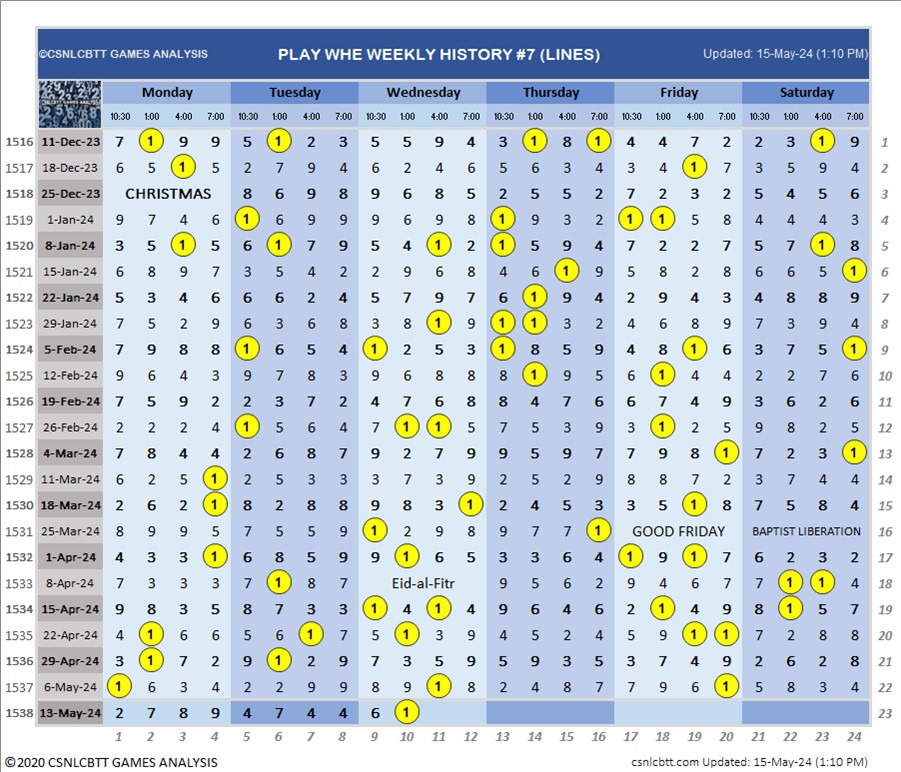 ©CSNLCBTT GAMES ANALYSIS PLAY WHE WEEKLY HISTORY #7 (LINES) Updated: 15-May-24 (1:10 PM)
Monday Tuesday Wednesday Thursday Friday Saturday
10:30 1:00 4:00 7:00 10:30 1:00 4:00 7:00 10:30 1:00 4:00 7:00 10:30 1:00 4:00 7:00 10:30 1:00 4:00 7:00 10:30 1:00 4:00 7:00
1516 11-Dec-23 7 1 9 9 5 1 2 3 5 5 9 4 3 1 8 1 4 4 7 2 2 3 1 9 1
1517 18-Dec-23 6 5 1 5 2 7 9 4 6 2 4 6 5 6 3 4 3 4 1 7 3 5 9 4 2
1518 25-Dec-23 CHRISTMAS 8 6 9 8 9 6 8 5 2 5 5 2 7 2 3 2 5 4 5 6 3
1519 1-Jan-24 9 7 4 6 1 6 9 9 9 6 9 8 1 9 3 2 1 1 5 8 4 4 4 3 4
1520 8-Jan-24 3 5 1 5 6 1 7 9 5 4 1 2 1 5 9 4 7 2 2 7 5 7 1 8 5
1521 15-Jan-24 6 8 9 7 3 5 4 2 2 9 6 8 4 6 1 9 5 8 2 8 6 6 5 1 6
1522 22-Jan-24 5 3 4 6 6 6 2 4 5 7 9 7 6 1 9 4 2 9 4 3 4 8 8 9 7
1523 29-Jan-24 7 5 2 9 6 3 6 8 3 8 1 9 1 1 3 2 4 6 8 9 7 3 9 4 8
1524 5-Feb-24 7 9 8 8 1 6 5 4 1 2 5 3 1 8 5 9 4 8 1 6 3 7 5 1 9
1525 12-Feb-24 9 6 4 3 9 7 8 3 9 6 8 8 8 1 9 5 6 1 4 4 2 2 7 6 10
1526 19-Feb-24 7 5 9 2 2 3 7 2 4 7 6 8 8 4 7 6 6 7 4 9 3 6 2 6 11
1527 26-Feb-24 2 2 2 4 1 5 6 4 7 1 1 5 7 5 3 9 3 1 2 5 9 8 2 5 12
1528 4-Mar-24 7 8 4 4 2 6 8 7 9 2 7 9 9 5 9 7 7 9 8 1 7 2 3 1 13
1529 11-Mar-24 4 6 5 1 2 5 9 3 3 7 3 9 2 5 2 9 8 8 7 2 3 7 4 4 14
1530 18-Mar-24 2 6 2 1 8 2 8 8 9 8 3 1 2 4 5 3 3 5 1 8 7 5 8 4 15
1531 25-Mar-24 8 9 9 5 7 5 5 9 1 2 9 8 9 7 7 1 GOOD FRIDAY BAPTIST LIBERATION 16
1532 1-Apr-24 4 3 3 1 6 8 5 9 9 1 6 5 3 3 6 4 1 9 1 7 6 2 3 2 17
1533 8-Apr-24 7 3 3 3 7 1 8 7 Eid-al-Fitr 9 5 6 2 9 4 6 7 7 1 1 4 18
1534 15-Apr-24 9 8 3 5 8 7 3 3 1 4 1 4 9 6 4 6 2 1 4 9 8 1 5 7 19
1535 22-Apr-24 4 1 6 6 5 6 1 7 5 1 3 9 4 5 2 4 5 9 1 1 7 2 8 8 20
1536 29-Apr-24 3 1 7 2 9 1 2 9 7 3 5 9 5 9 3 5 3 7 4 9 2 6 2 8 21
1537 6-May-24 1 6 3 4 2 2 9 9 8 9 1 8 2 4 8 7 7 9 6 1 5 8 3 4 22
1538 13-May-24 2 7 8 9 4 7 4 4 6 1 23
1 2 3 4 5 6 7 8 9 10 11 12 13 14 15 16 17 18 19 20 21 22 23 24
©2020 CSNLCBTT GAMES ANALYSIS csnlcbtt.com Updated: 15-May-24 (1:10 PM)